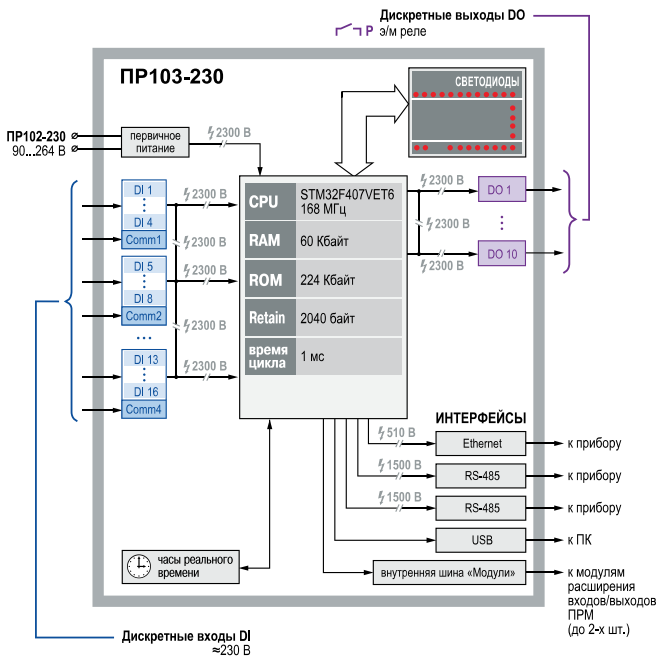 Дискретные выходы DO
P э/м реле
ПР103-230
СВЕТОДИОДЫ
ПР102-230
90...264 В
первичное
питание
2300 В
DI 1
DI 4
Comm1
2300 В
2300 В
DI 5
DI 8
Comm2
2300 В
2300 В
...
DI 13
DI 16
Comm4
2300 В
CPU STM32F407VET6
168 МГц
RAM 60 Кбайт
ROM 224 Кбайт
Retain 2040 байт
время
цикла
1 мс
2300 В
DO 1
2300 В
2300 В
DO 10
ИНТЕРФЕЙСЫ
510 В Ethernet к прибору
1500 В RS-485 к прибору
1500 В RS-485 к прибору
USB к ПК
внутренняя шина «Модули» к модулям
расширения
входов/выходов
ПРМ
(до 2-х шт.)
часы реального
времени
Дискретные входы DI
≈230 В